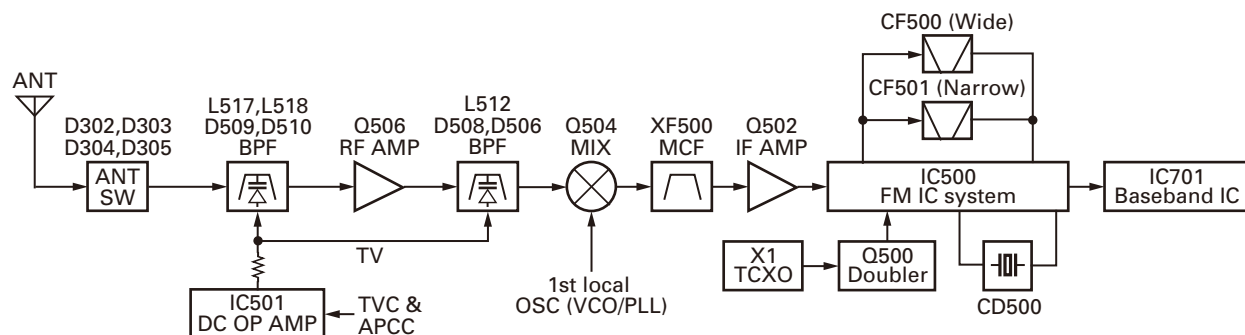 CF500 (Wide)
CF501 (Narrow)
ANT
D302,D303
D304,D305
ANT
SW
L517,L518
D509,D510
BPF
Q506
RF AMP
L512
D508,D506
BPF
Q504
MIX
XF500
MCF
Q502
IF AMP
IC500
FM IC system
IC701
Baseband IC
TV
X1
TCXO
Q500
Doubler
CD500
IC501
DC OP AMP
TVC &
APCC
1st local
OSC (VCO/PLL)